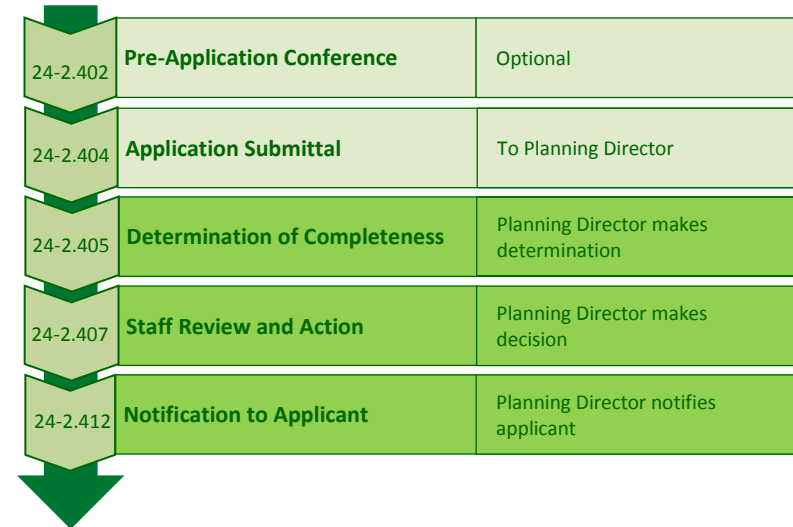 24-2.402
Pre-Application Conference
Optional
24-2.404
Application Submittal
To Planning Director
24-2.405
Determination of Completeness
Planning Director makes
determination
24-2.407
Staff Review and Action
Planning Director makes
decision
24-2.412
Notification to Applicant
Planning Director notifies
applicant